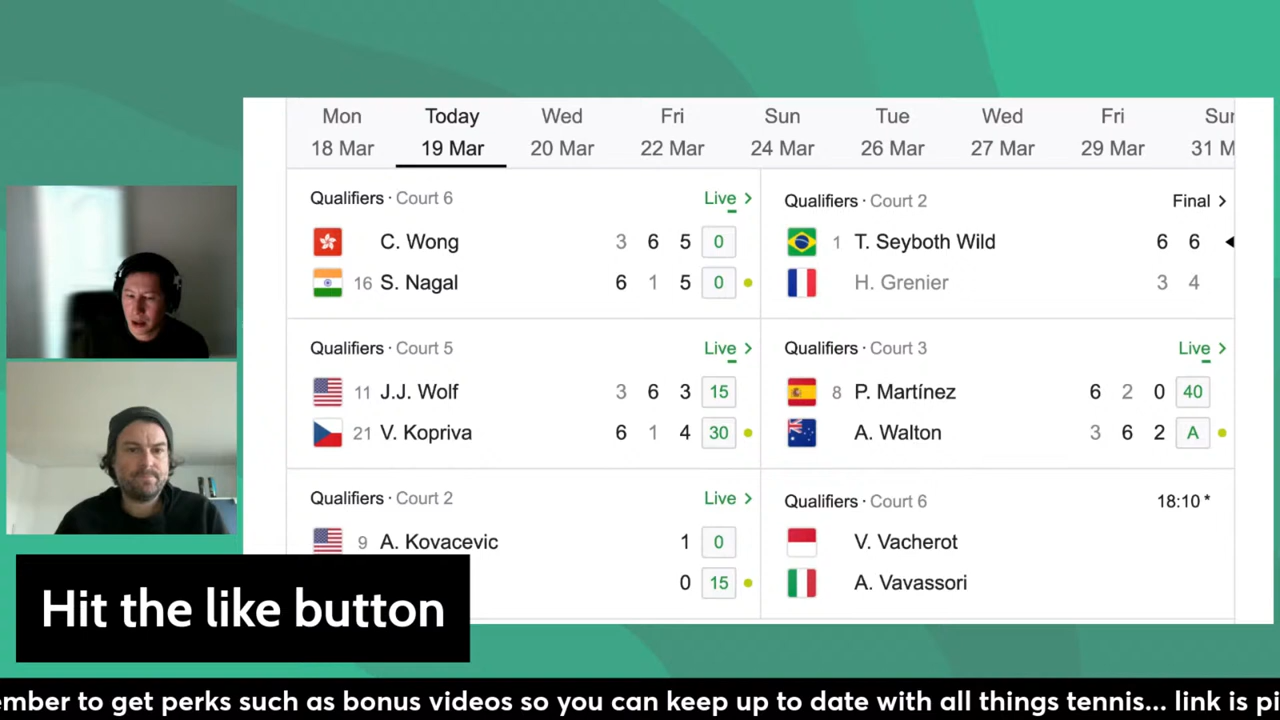 Mon Today Wed Fri Sun Tue Wed Fri Sun
18 Mar 19 Mar 20 Mar 22 Mar 24 Mar 26 Mar 27 Mar 29 Mar 31 M
Qualifiers · Court 6 Live
C. Wong 3 6 5 0
16 S. Nagal 6 1 5 0
Qualifiers · Court 2 Final
1 T. Seyboth Wild 6 6
H. Grenier 3 4
Qualifiers · Court 5 Live
11 J.J. Wolf 3 6 3 15
21 V. Kopriva 6 1 4 30
Qualifiers · Court 3 Live
8 P. Martínez 6 2 0 40
A. Walton 3 6 2 A
Qualifiers · Court 2 Live
9 A. Kovacevic 1 0
0 15
Qualifiers · Court 6 18:10 *
V. Vacherot
A. Vavassori
Hit the like button
ember to get perks such as bonus videos so you can keep up to date with all things tennis... link is pi